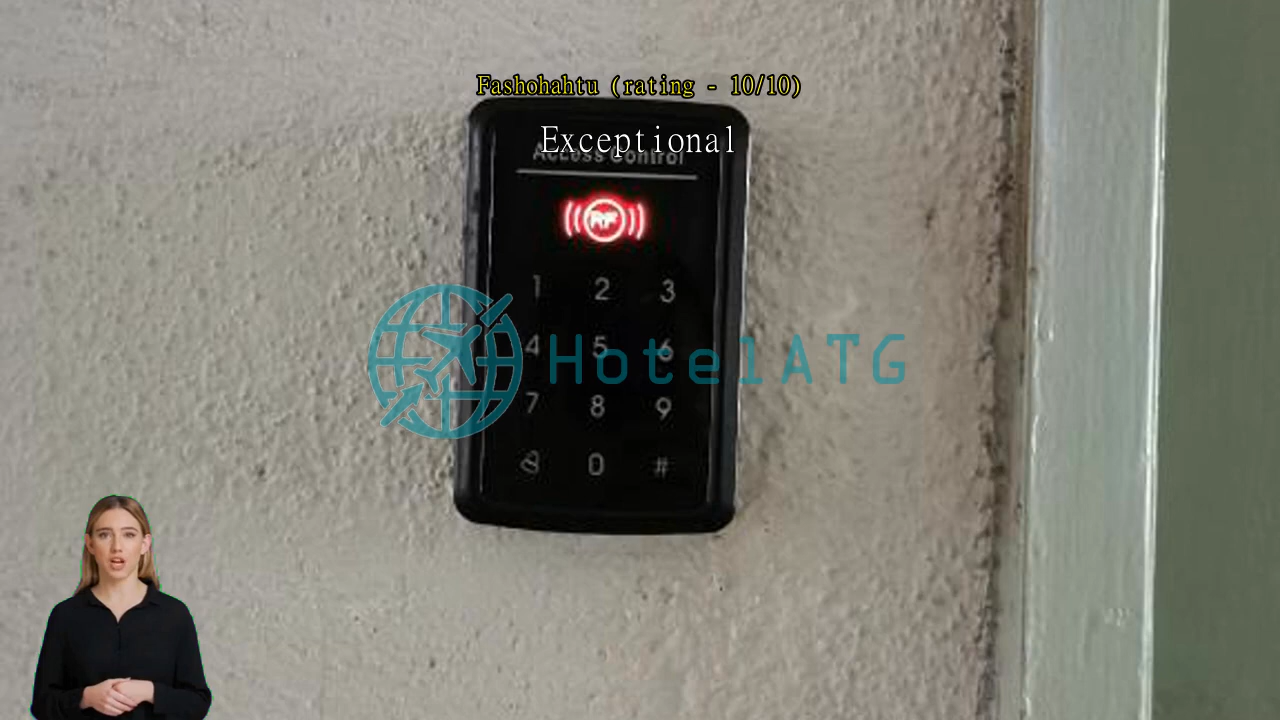 Fashohahtu (rating - 10/10)
Exceptional
Access Control
RF
1 2 3
4 5 6
HotelATG
7 8 9
0 #